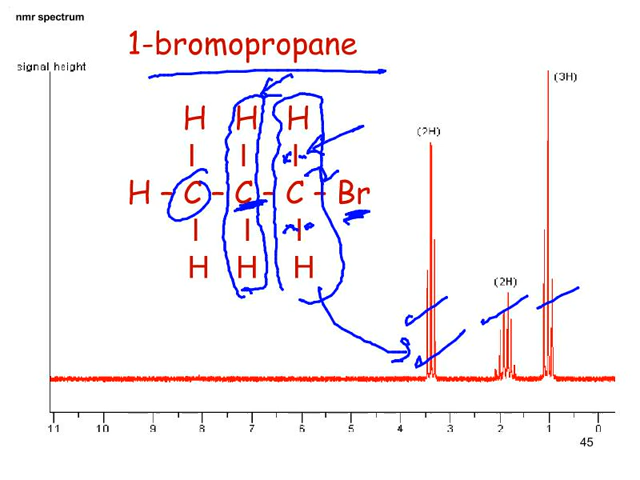 nmr spectrum
1-bromopropane
signal height
(3H)
H H H
(2H)
H - C - C - C - Br
H H H
(2H)
11 10 9 8 7 6 5 4 3 2 1 0
45